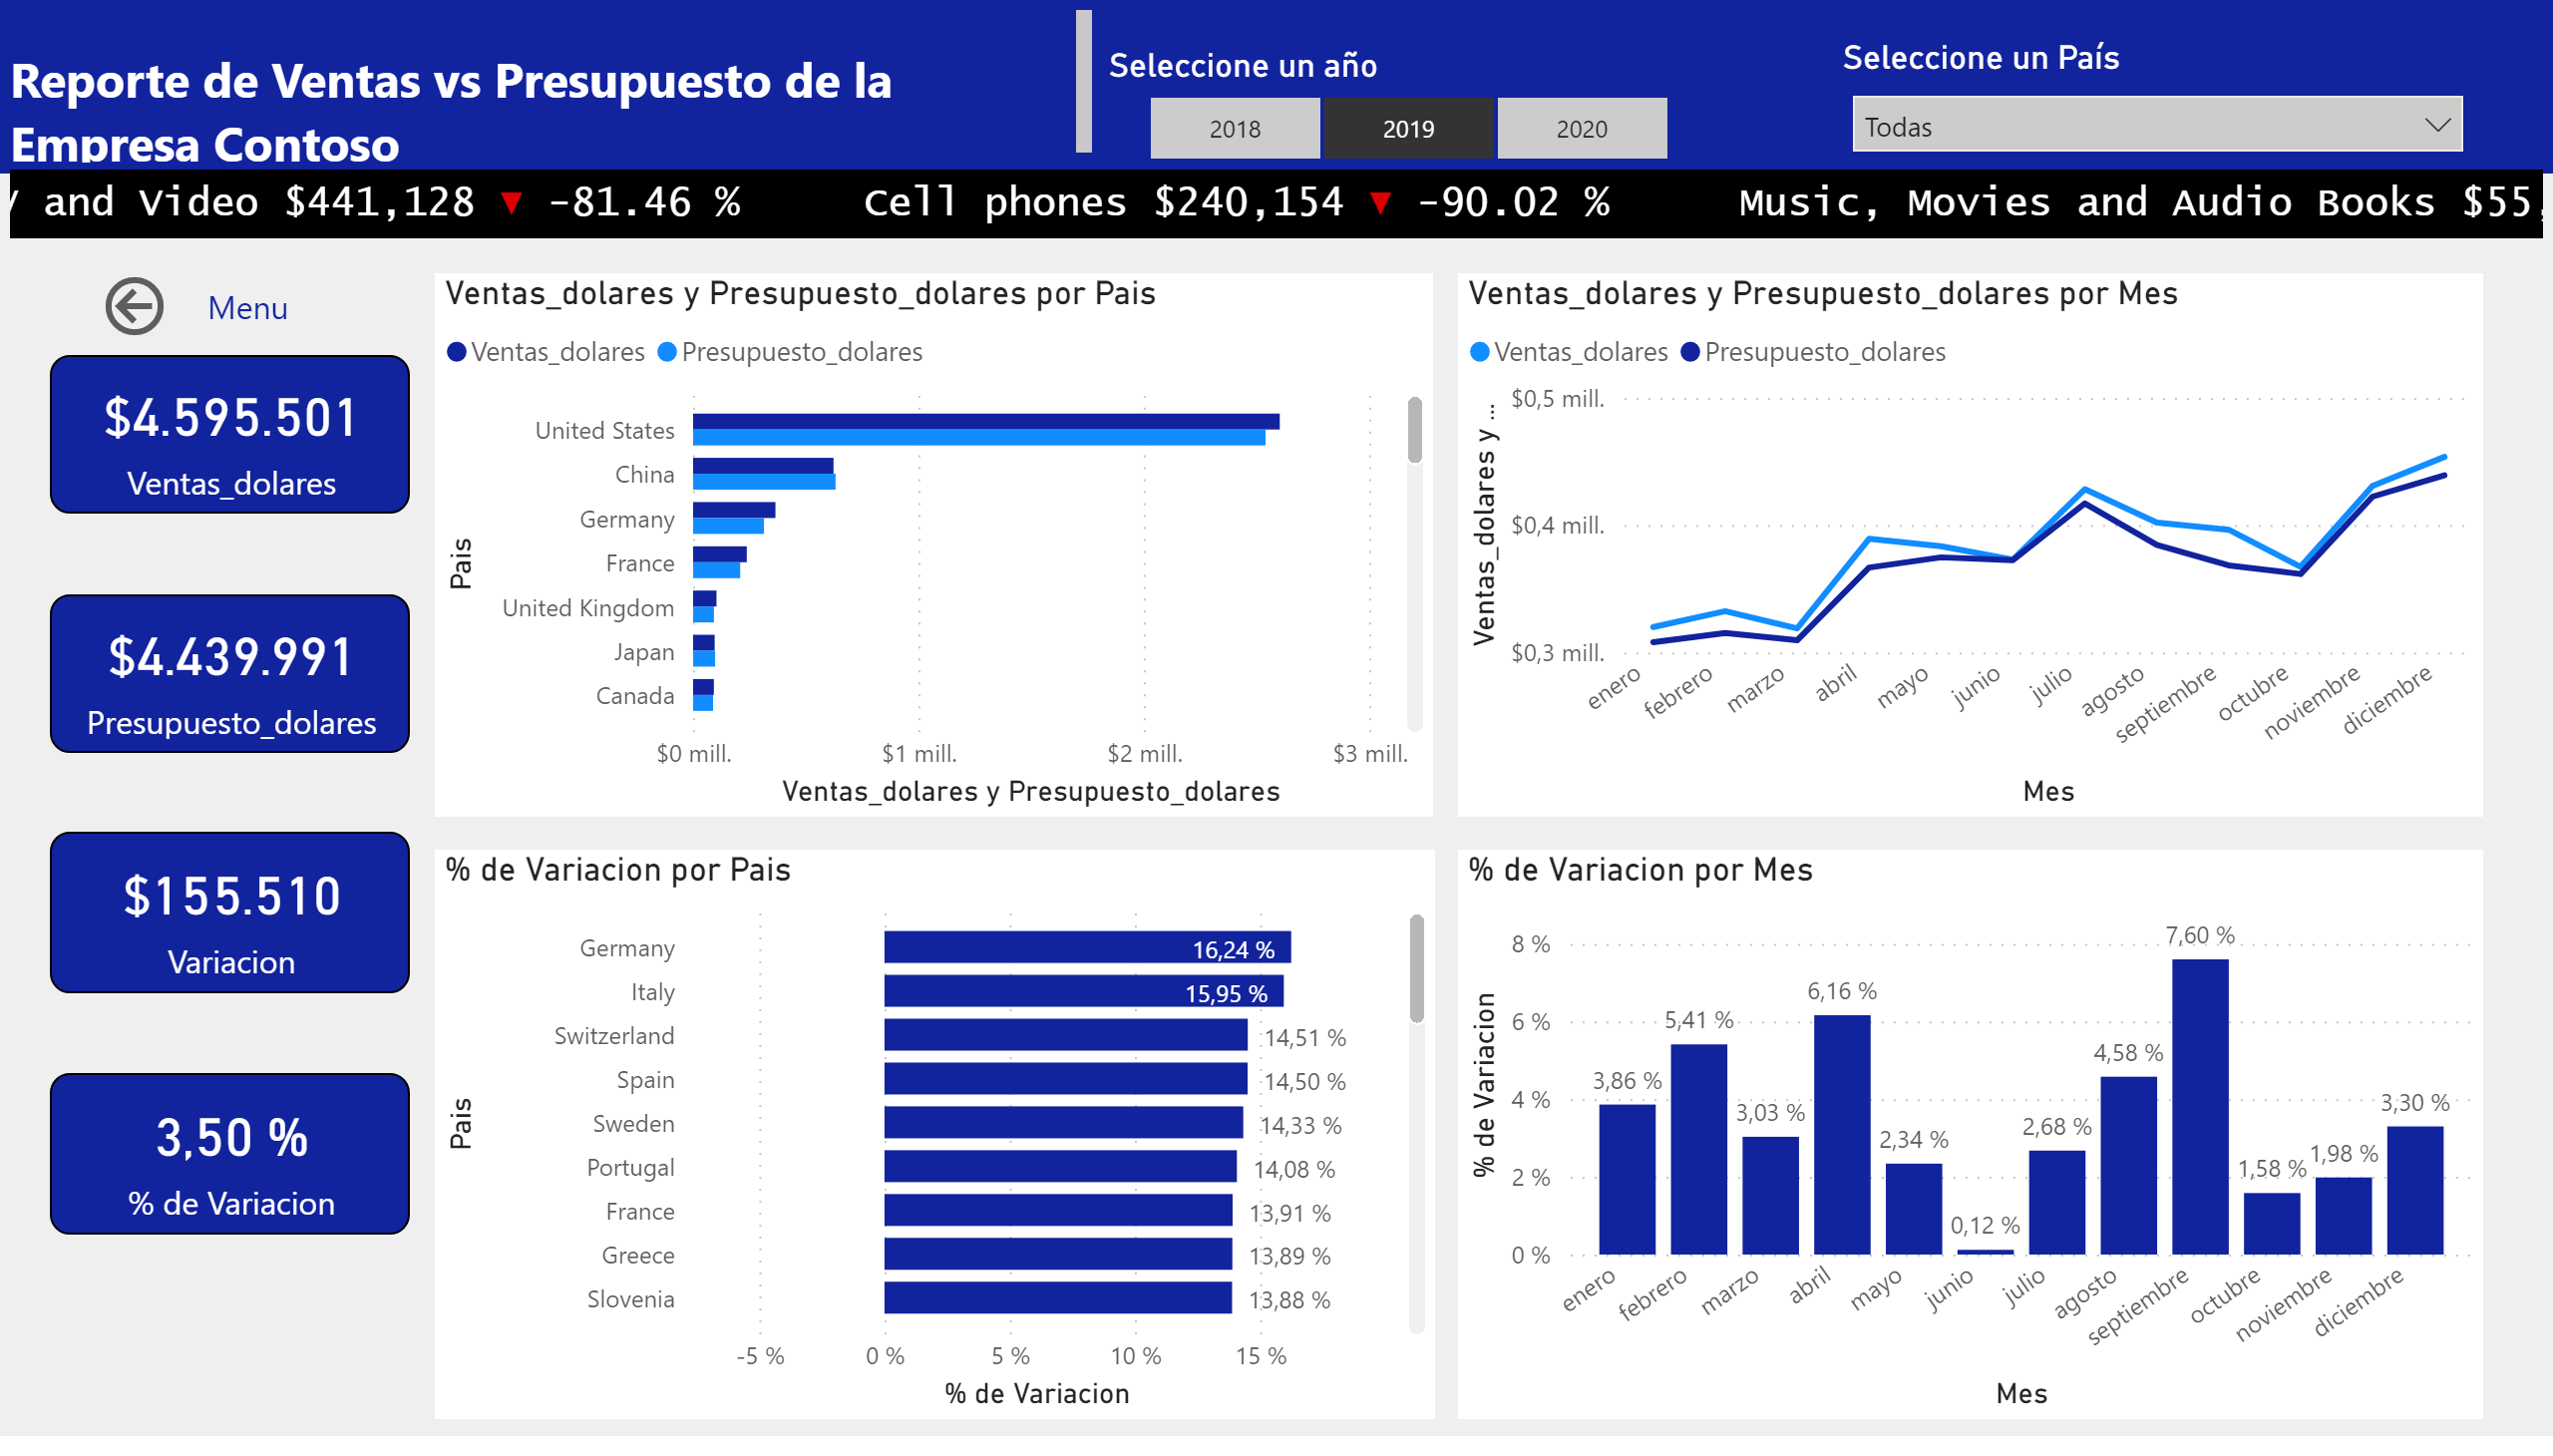 Reporte de Ventas vs Presupuesto de la
Empresa Contoso
Seleccione un año
2018
2019
2020
Seleccione un País
Todas
and Video $441,128 ▼ -81.46 %
Cell phones $240,154 ▼ -90.02 %
Music, Movies and Audio Books $55,
Menu
$4.595.501
Ventas_dolares
$4.439.991
Presupuesto_dolares
$155.510
Variacion
3,50 %
% de Variacion
Ventas_dolares y Presupuesto_dolares por Pais
Ventas_dolares Presupuesto_dolares
Pais
United States
China
Germany
France
United Kingdom
Japan
Canada
$0 mill. $1 mill. $2 mill. $3 mill.
Ventas_dolares y Presupuesto_dolares
Ventas_dolares y Presupuesto_dolares por Mes
Ventas_dolares Presupuesto_dolares
Ventas_dolares y ...
$0,5 mill.
$0,4 mill.
$0,3 mill.
enero febrero marzo abril mayo junio julio agosto septiembre octubre noviembre diciembre
Mes
% de Variacion por Pais
Pais
Germany 16,24 %
Italy 15,95 %
Switzerland 14,51 %
Spain 14,50 %
Sweden 14,33 %
Portugal 14,08 %
France 13,91 %
Greece 13,89 %
Slovenia 13,88 %
-5 % 0 % 5 % 10 % 15 %
% de Variacion
% de Variacion por Mes
% de Variacion
8 %
6 %
4 %
2 %
0 %
3,86 % 5,41 % 3,03 % 6,16 % 2,34 % 0,12 % 2,68 % 4,58 % 7,60 % 1,58 % 1,98 % 3,30 %
enero febrero marzo abril mayo junio julio agosto septiembre octubre noviembre diciembre
Mes